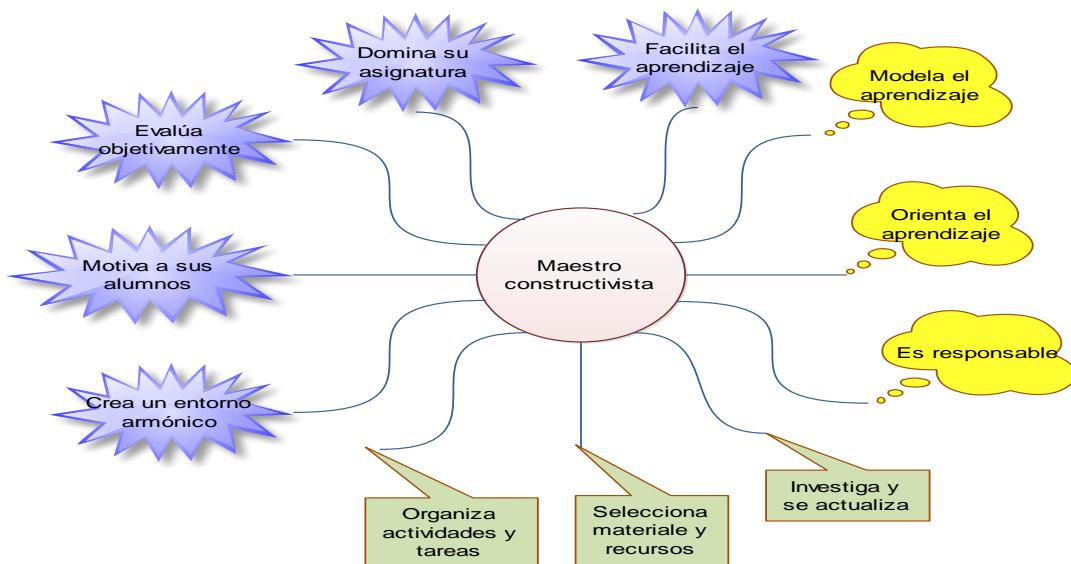 Domina su
asignatura
Facilita el
aprendizaje
Modela el
aprendizaje
Evalúa
objetivamente
Orienta el
aprendizaje
Motiva a sus
alumnos
Maestro
constructivista
Es responsable
Crea un entorno
armónico
Organiza
actividades y
tareas
Selecciona
materiale y
recursos
Investiga y
se actualiza